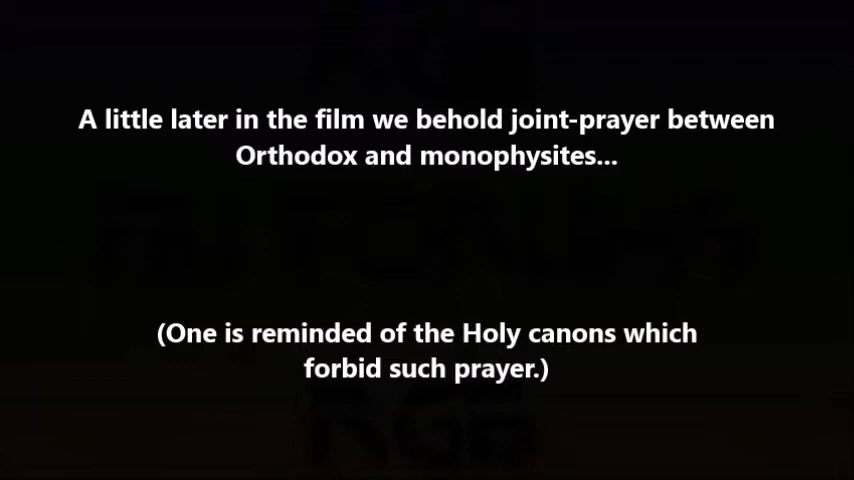 A little later in the film we behold joint-prayer between
Orthodox and monophysites...
(One is reminded of the Holy canons which
forbid such prayer.)